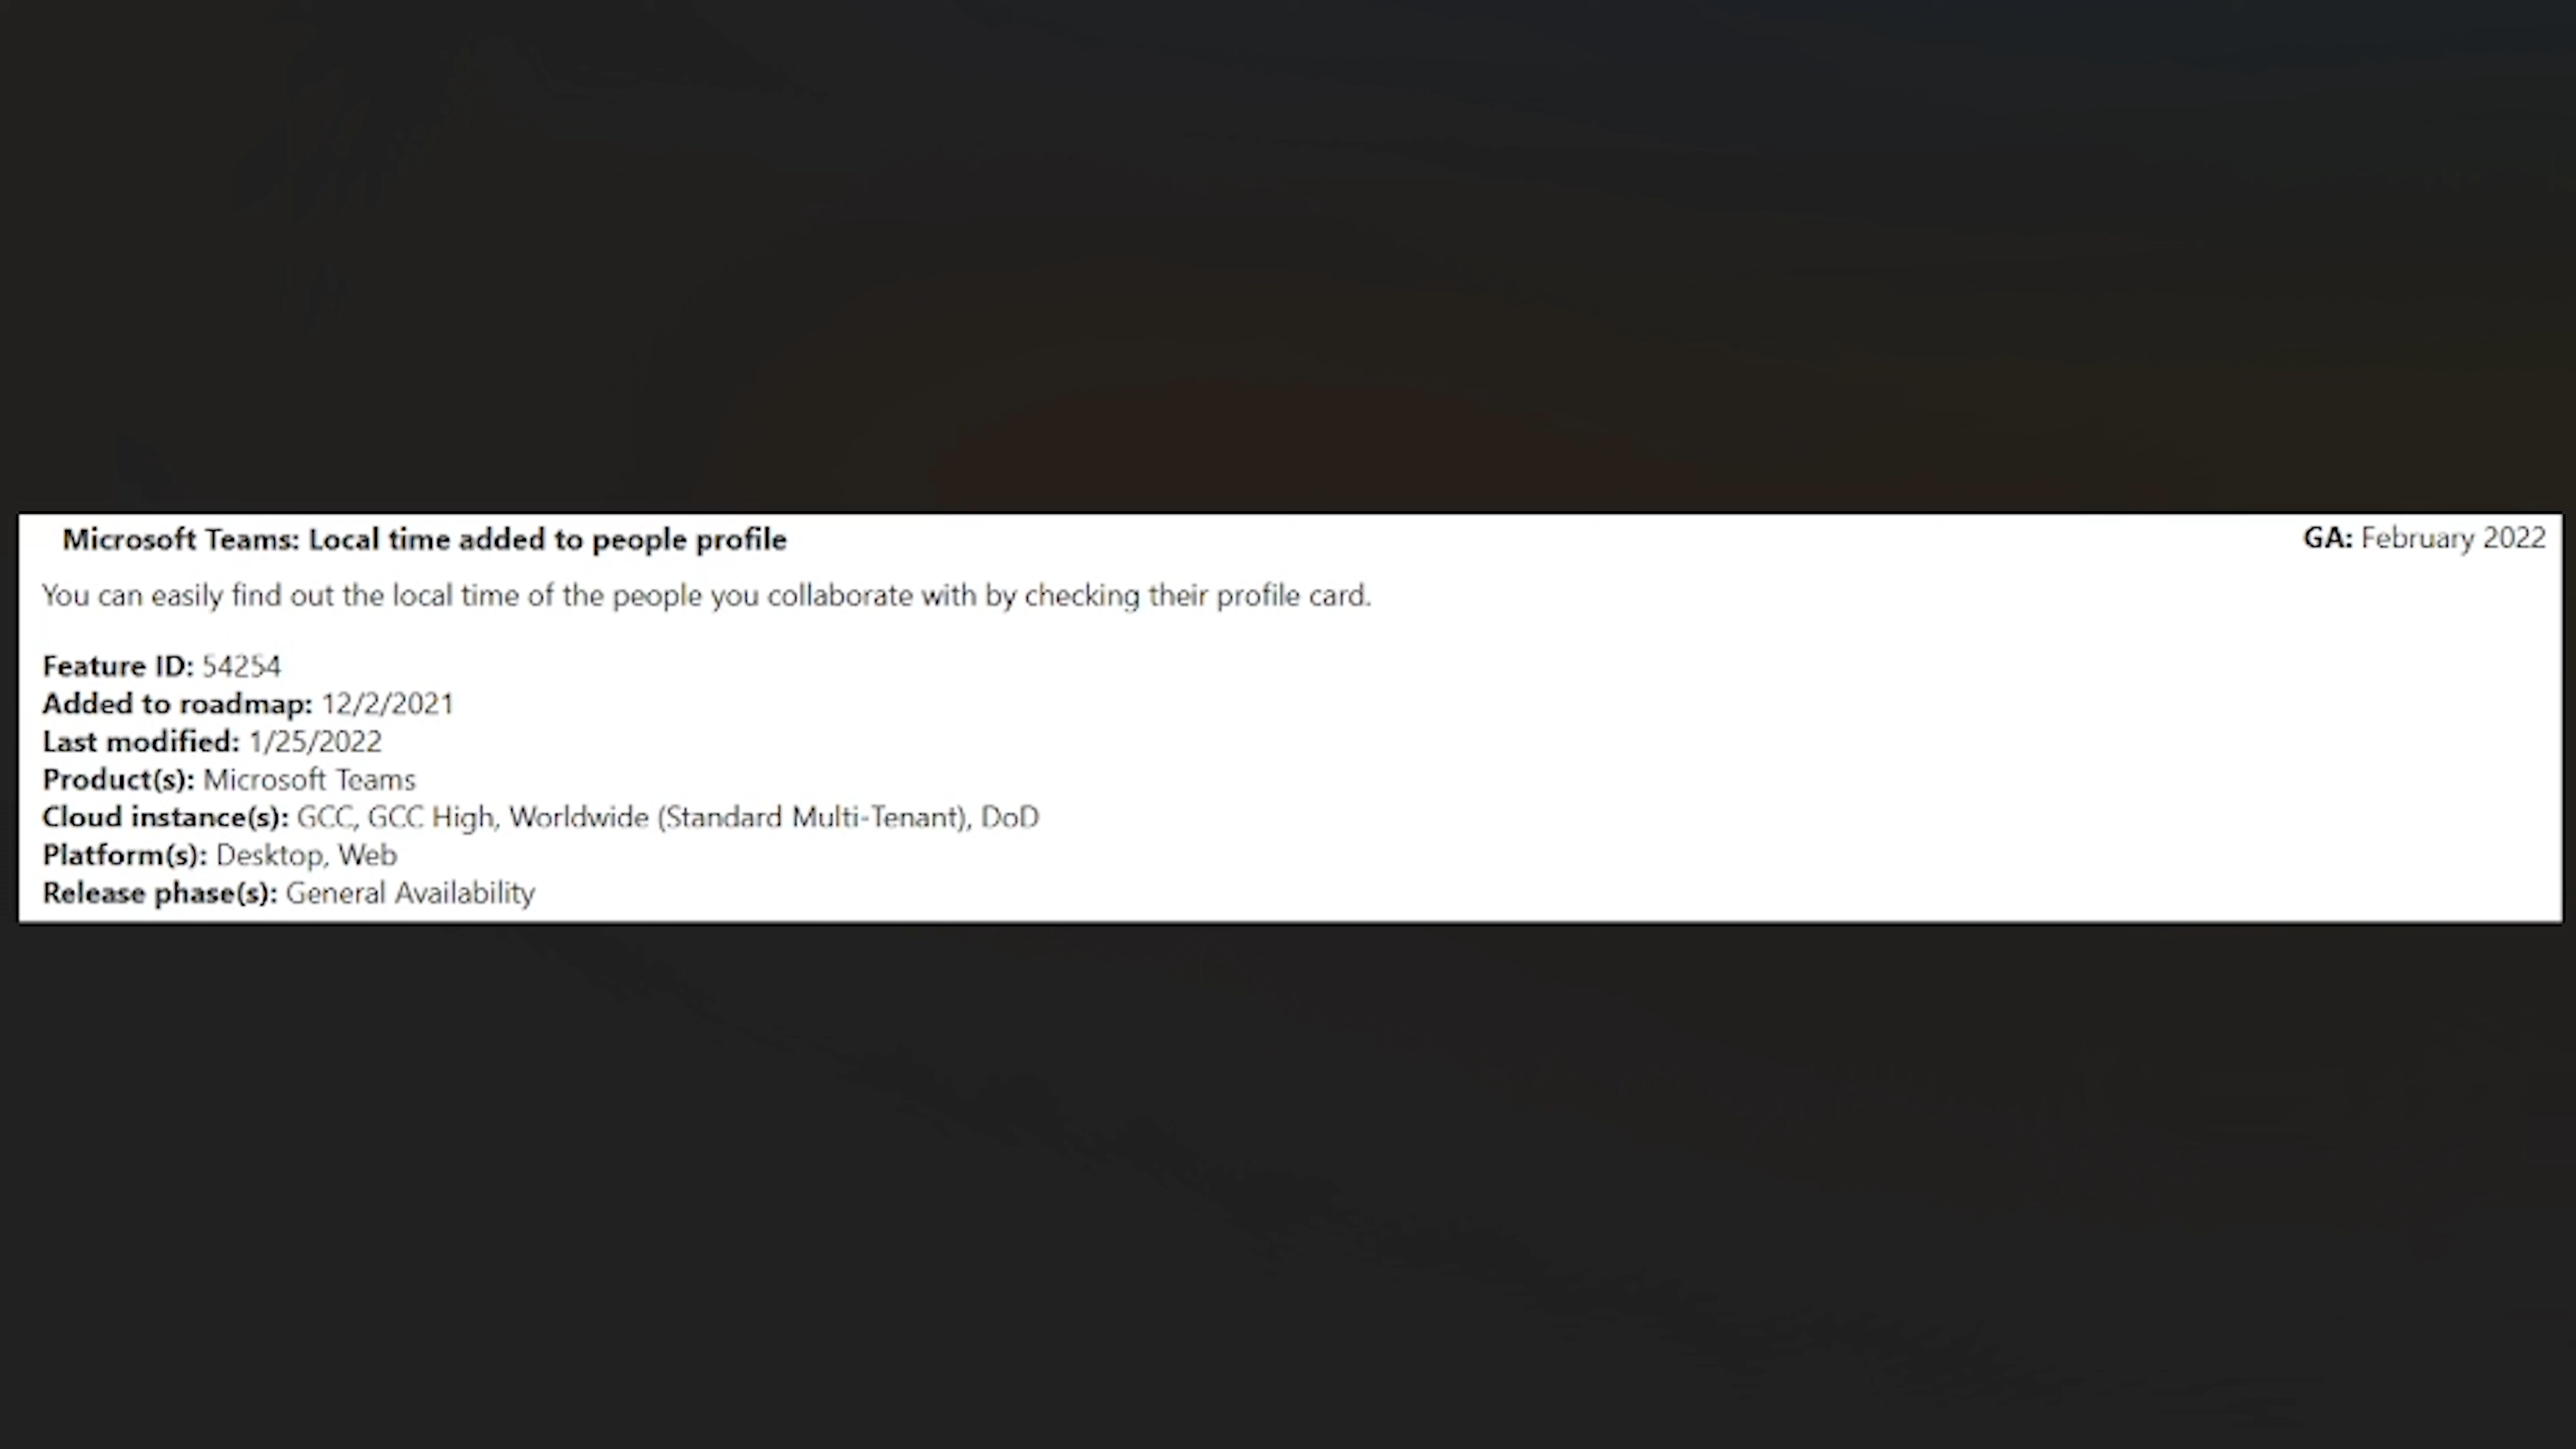 Microsoft Teams: Local time added to people profile
GA: February 2022
You can easily find out the local time of the people you collaborate with by checking their profile card.
Feature ID: 54254
Added to roadmap: 12/2/2021
Last modified: 1/25/2022
Product(s): Microsoft Teams
Cloud instance(s): GCC, GCC High, Worldwide (Standard Multi-Tenant), DoD
Platform(s): Desktop, Web
Release phase(s): General Availability